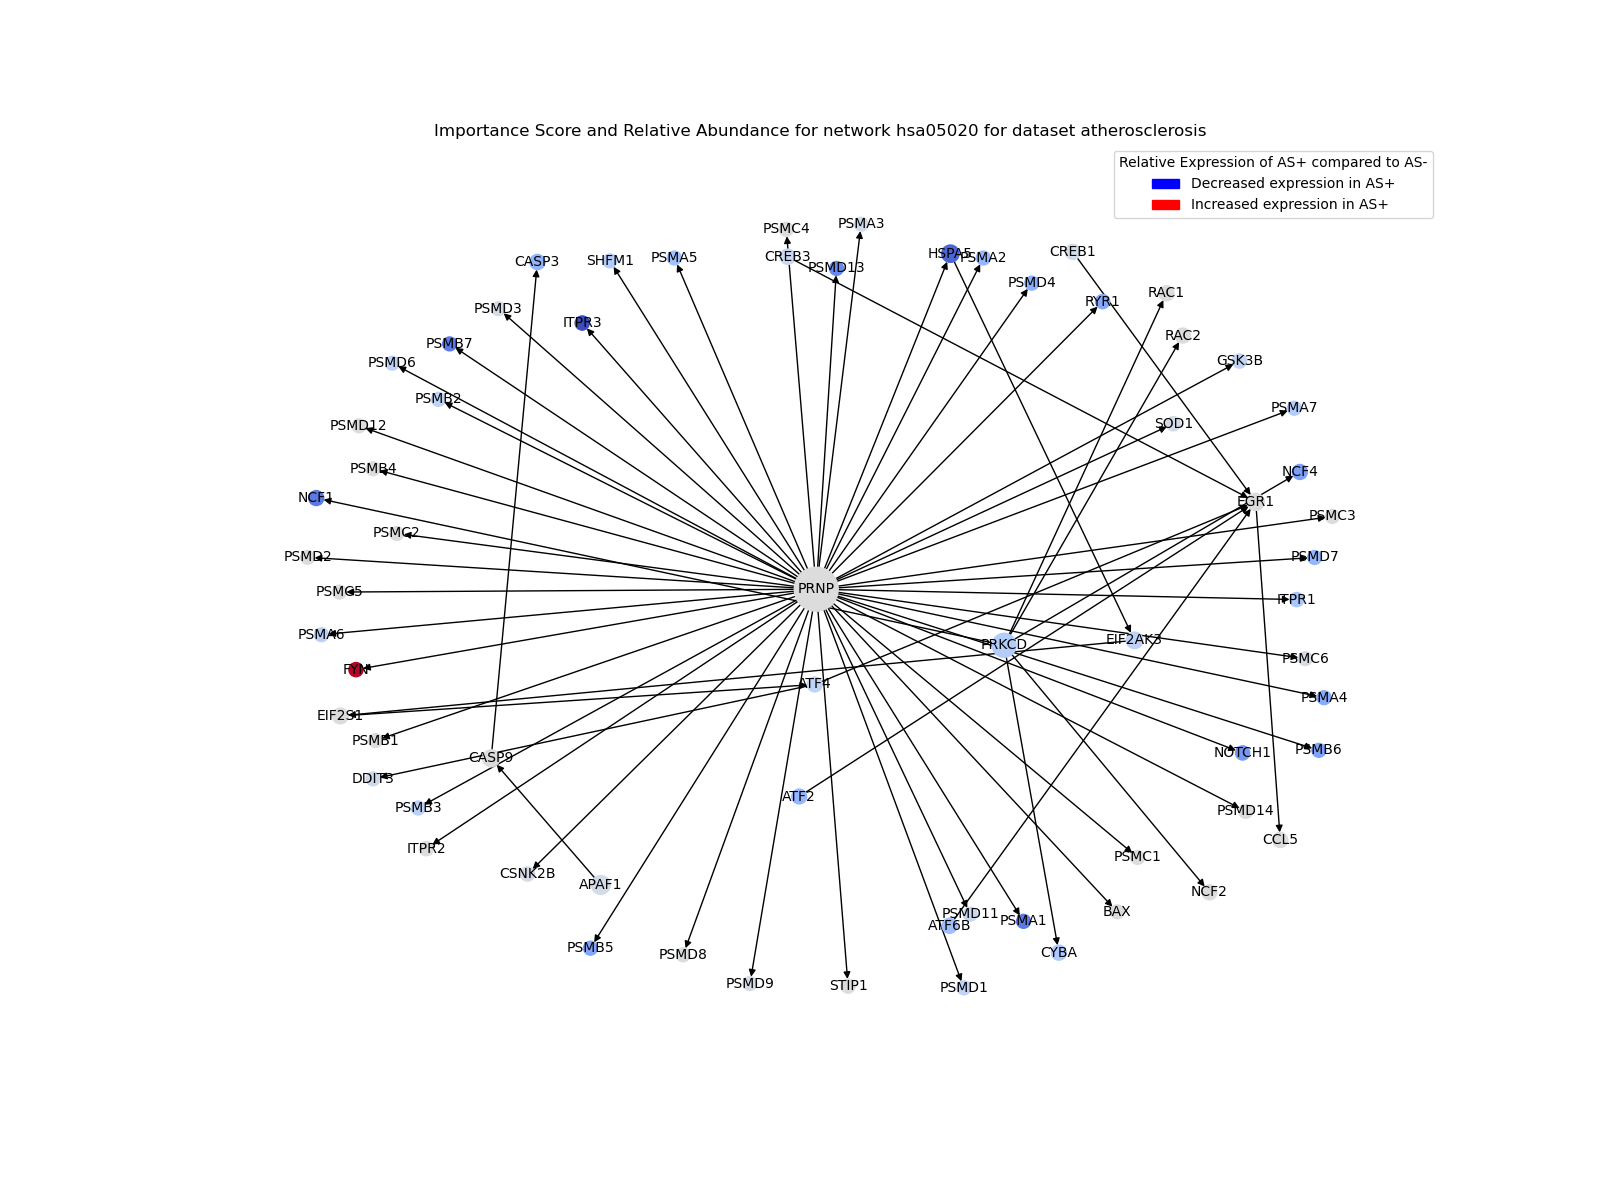 Importance Score and Relative Abundance for network hsa05020 for dataset atherosclerosis
Relative Expression of AS+ compared to AS-
Decreased expression in AS+
Increased expression in AS+
PSMA3
PSMC4
CREB1
HSPA5
CREB3
PSMA5
PSMA2
SHFM1
CASP3
PSMD13
PSMD4
RAC1
RYR1
PSMD3
ITPR3
RAC2
PSMB7
GSK3B
PSMD6
PSMB2
PSMA7
SOD1
PSMD12
PSMB4
NCF4
NCF1
EGR1
PSMC3
PSMC2
PSMD2
PSMD7
PRNP
PSMC5
ITPR1
PSMA6
EIF2AK3
PRKCD
PSMC6
FYN
ATF4
PSMA4
EIF2S1
PSMB1
PSMB6
NOTCH1
CASP9
DDIT3
ATF2
PSMB3
PSMD14
CCL5
ITPR2
PSMC1
CSNK2B
APAF1
NCF2
BAX
PSMD11
PSMA1
ATF6B
PSMB5
CYBA
PSMD8
PSMD9
STIP1
PSMD1